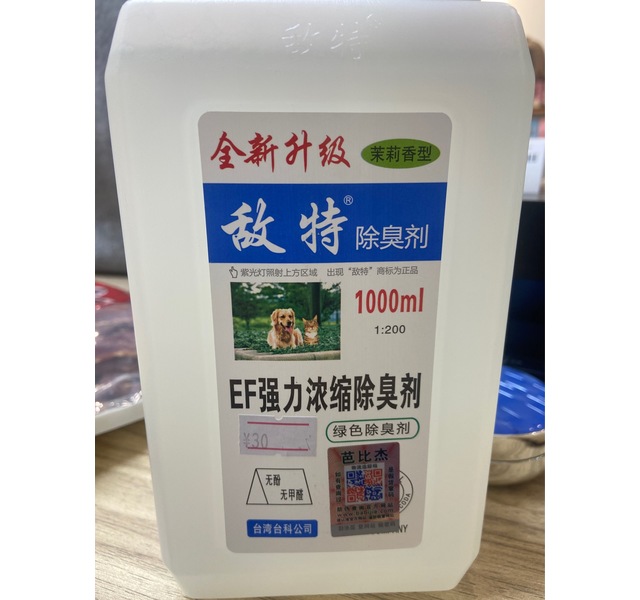 敌特®
全新升级
茉莉香型
敌特®
除臭剂
紫光灯照射上方区域 出现“敌特”商标为正品
1000ml
1:200
EF强力浓缩除臭剂
¥30
绿色除臭剂
芭比杰
无酚
无甲醛
台湾台科公司